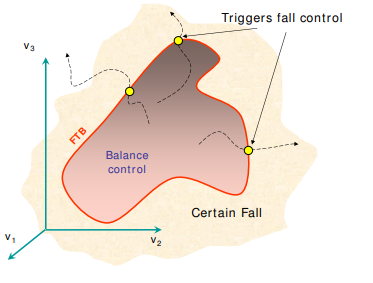 Triggers fall control
v3
FTB
Balance
control
Certain Fall
v1
v2